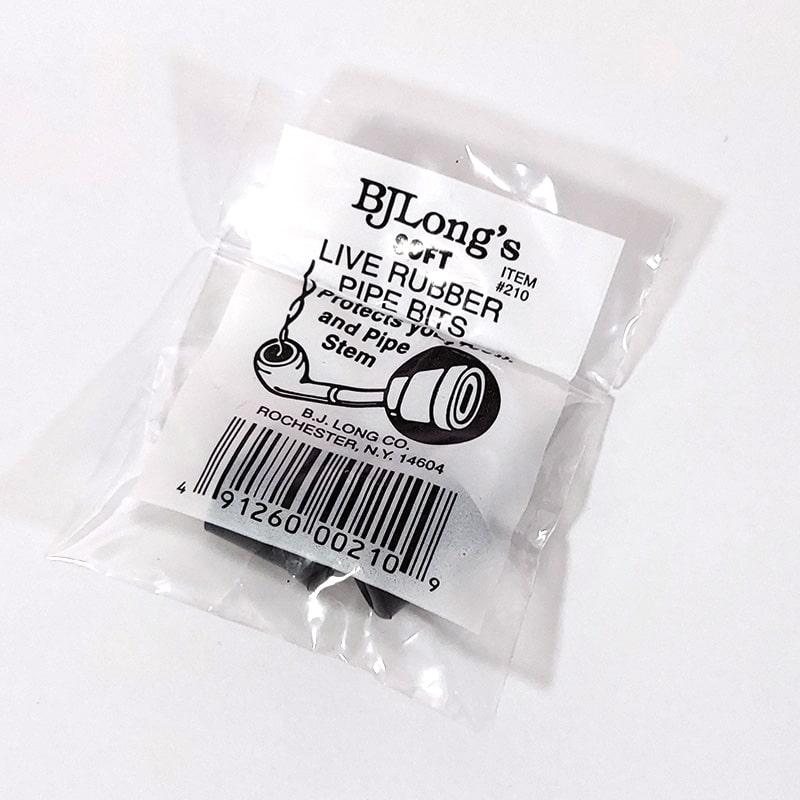 BJLong's
SOFT
LIVE RUBBER
PIPE BITS
ITEM
#210
Protects your
and Pipe
Stem
B.J. LONG CO.
ROCHESTER, N.Y. 14604
4 91260 00210 9